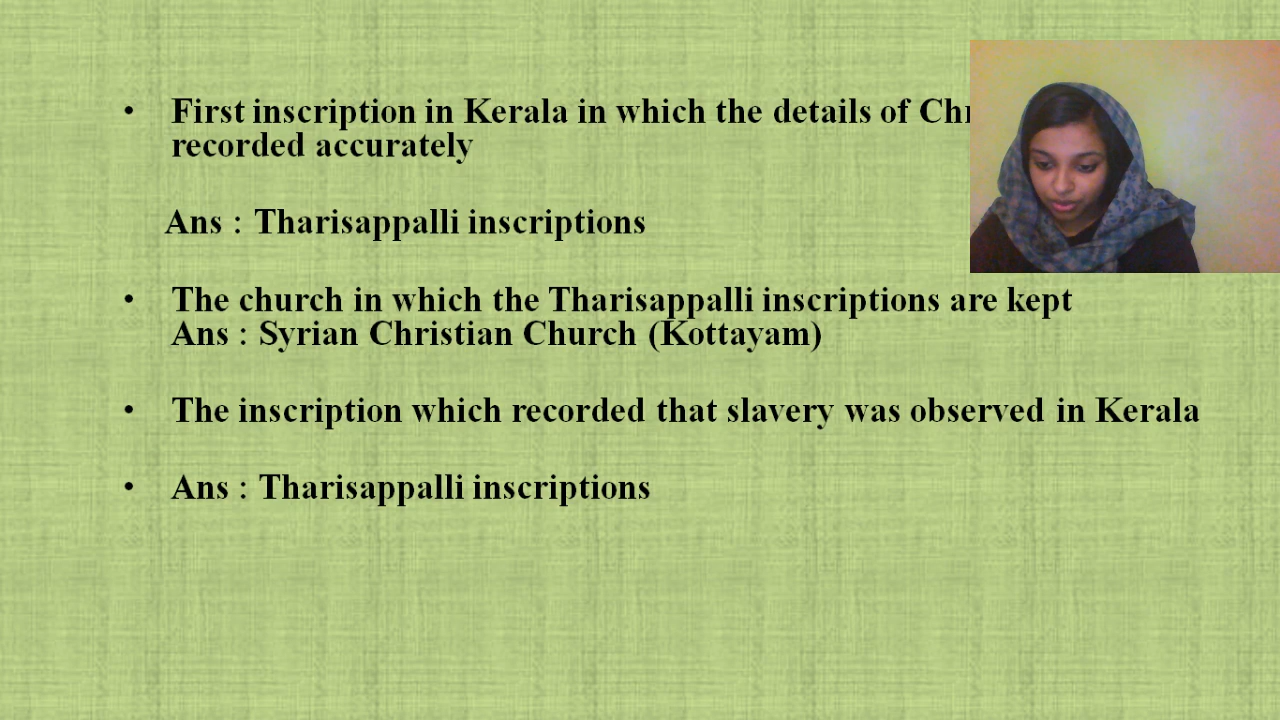 • First inscription in Kerala in which the details of
recorded accurately
Ans : Tharisappalli inscriptions
• The church in which the Tharisappalli inscriptions are kept
Ans : Syrian Christian Church (Kottayam)
• The inscription which recorded that slavery was observed in Kerala
• Ans : Tharisappalli inscriptions